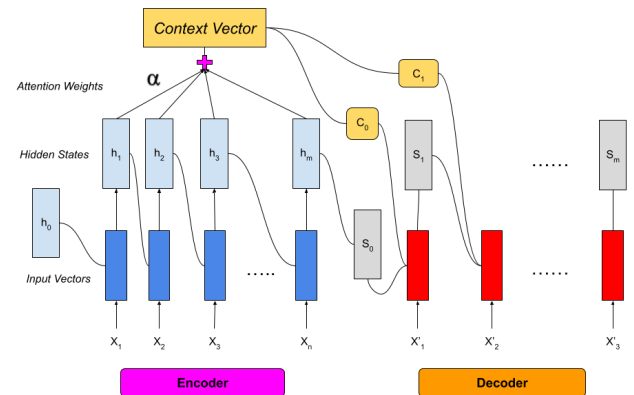 Context Vector
α
Attention Weights
C₁
C₀
Hidden States
h₁ h₂ h₃ hₘ S₁ ...... Sₘ
h₀
S₀
Input Vectors
..... ......
X₁ X₂ X₃ Xₙ X'₁ X'₂ X'₃
Encoder Decoder